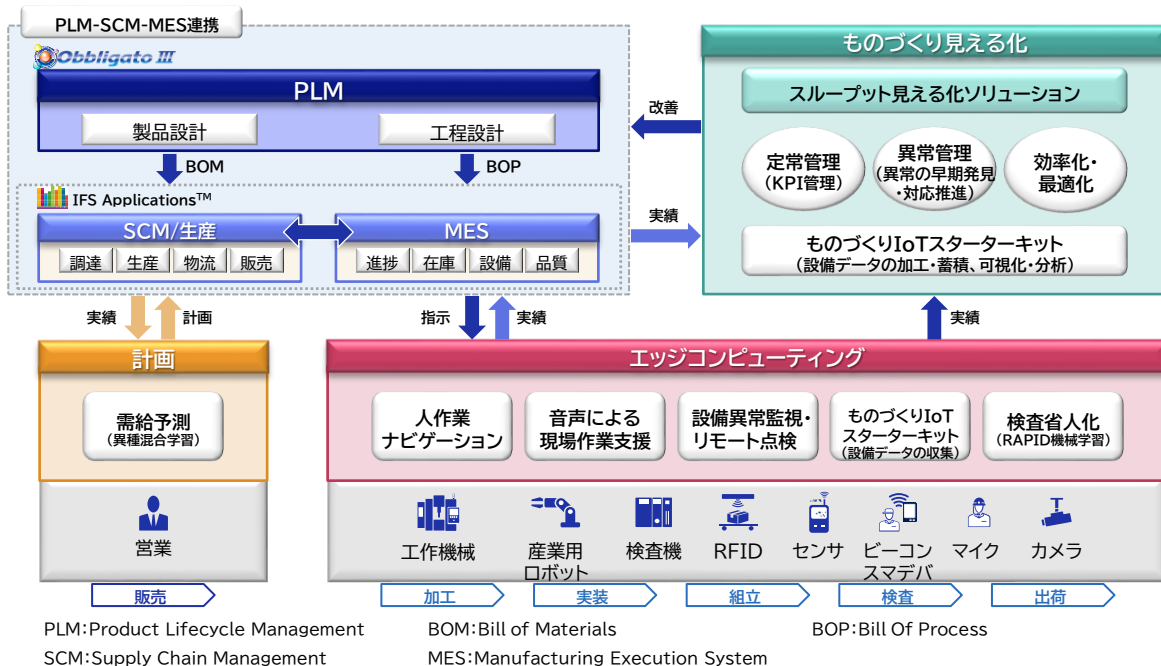 PLM-SCM-MES連携
Obbligato III
PLM
製品設計
工程設計
BOM
BOP
IFS Applications™
SCM/生産
調達
生産
物流
販売
MES
進捗
在庫
設備
品質
改善
実績
ものづくり見える化
スループット見える化ソリューション
定常管理
(KPI管理)
異常管理
(異常の早期発見
・対応推進)
効率化・
最適化
ものづくりIoTスターターキット
(設備データの加工・蓄積、可視化・分析)
実績
計画
指示
実績
実績
計画
需給予測
(異種混合学習)
営業
販売
エッジコンピューティング
人作業
ナビゲーション
音声による
現場作業支援
設備異常監視・
リモート点検
ものづくりIoT
スターターキット
(設備データの収集)
検査省人化
(RAPID機械学習)
工作機械
産業用
ロボット
検査機
RFID
センサ
ビーコン
スマデバ
マイク
カメラ
加工
実装
組立
検査
出荷
PLM:Product Lifecycle Management
BOM:Bill of Materials
BOP:Bill Of Process
SCM:Supply Chain Management
MES:Manufacturing Execution System